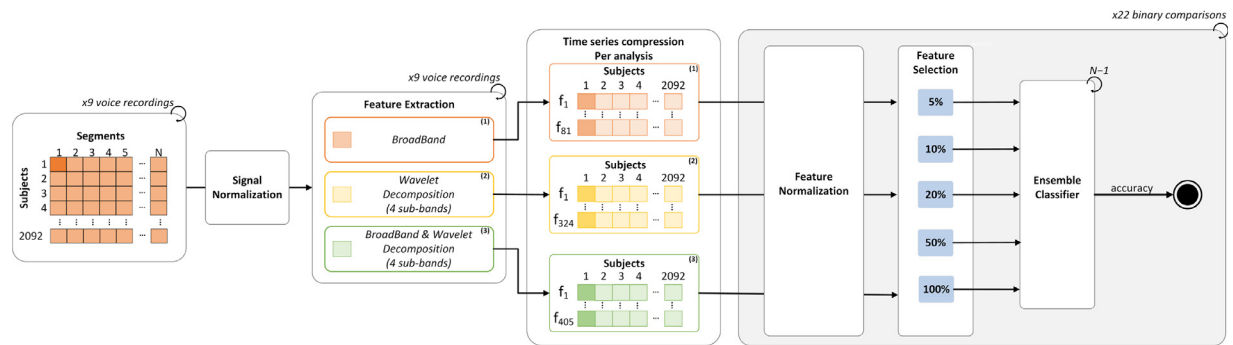 x22 binary comparisons
x9 voice recordings
Segments
1 2 3 4 5 ... N
Subjects
1
2
3
4
2092
Signal
Normalization
x9 voice recordings
Feature Extraction
(1)
BroadBand
(2)
Wavelet
Decomposition
(4 sub-bands)
(3)
BroadBand & Wavelet
Decomposition
(4 sub-bands)
Time series compression
Per analysis
(1)
Subjects
1 2 3 4 ... 2092
f1
f81
(2)
Subjects
1 2 3 4 ... 2092
f1
f324
(3)
Subjects
1 2 3 4 ... 2092
f1
f405
Feature
Normalization
Feature
Selection
5%
10%
20%
50%
100%
N−1
Ensemble
Classifier
accuracy